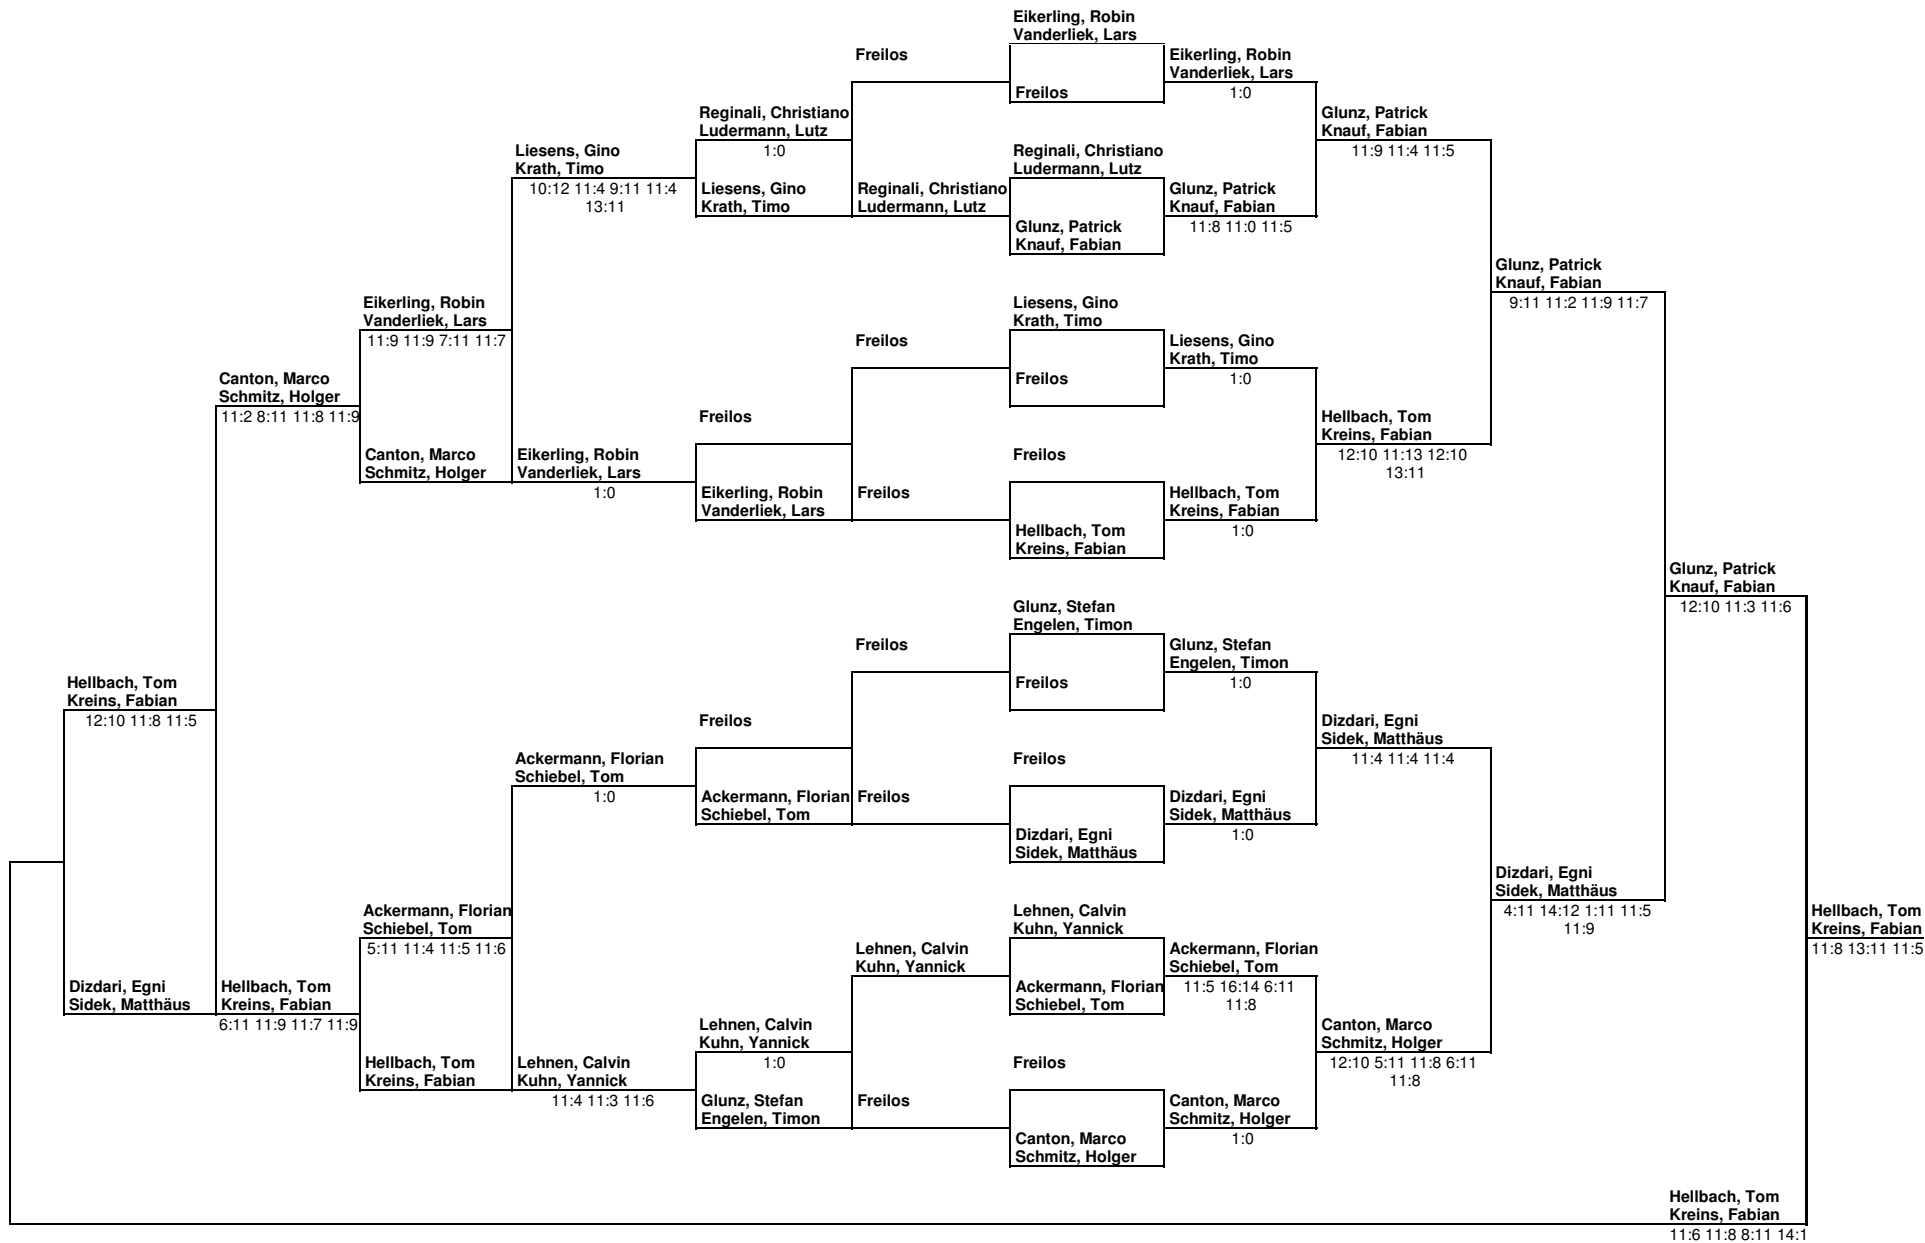 Eikerling, Robin
Vanderliek, Lars
Freilos
Eikerling, Robin
Vanderliek, Lars
Freilos
1:0
Reginali, Christiano
Ludermann, Lutz
Glunz, Patrick
Knauf, Fabian
Liesens, Gino
Krath, Timo
1:0
Reginali, Christiano
Ludermann, Lutz
11:9 11:4 11:5
10:12 11:4 9:11 11:4
13:11
Liesens, Gino
Krath, Timo
Reginali, Christiano
Ludermann, Lutz
Glunz, Patrick
Knauf, Fabian
Glunz, Patrick
Knauf, Fabian
11:8 11:0 11:5
Glunz, Patrick
Knauf, Fabian
9:11 11:2 11:9 11:7
Eikerling, Robin
Vanderliek, Lars
11:9 11:9 7:11 11:7
Liesens, Gino
Krath, Timo
Freilos
Liesens, Gino
Krath, Timo
Canton, Marco
Schmitz, Holger
11:2 8:11 11:8 11:9
Freilos
1:0
Freilos
Hellbach, Tom
Kreins, Fabian
12:10 11:13 12:10
13:11
Canton, Marco
Schmitz, Holger
Eikerling, Robin
Vanderliek, Lars
1:0
Freilos
Eikerling, Robin
Vanderliek, Lars
Freilos
Hellbach, Tom
Kreins, Fabian
Hellbach, Tom
Kreins, Fabian
1:0
Glunz, Patrick
Knauf, Fabian
12:10 11:3 11:6
Glunz, Stefan
Engelen, Timon
Freilos
Glunz, Stefan
Engelen, Timon
Hellbach, Tom
Kreins, Fabian
12:10 11:8 11:5
Freilos
1:0
Freilos
Dizdari, Egni
Sidek, Matthäus
11:4 11:4 11:4
Ackermann, Florian
Schiebel, Tom
1:0
Freilos
Ackermann, Florian
Schiebel, Tom
Freilos
Dizdari, Egni
Sidek, Matthäus
Dizdari, Egni
Sidek, Matthäus
1:0
Dizdari, Egni
Sidek, Matthäus
4:11 14:12 1:11 11:5
11:9
Ackermann, Florian
Schiebel, Tom
5:11 11:4 11:5 11:6
Lehnen, Calvin
Kuhn, Yannick
Hellbach, Tom
Kreins, Fabian
11:8 13:11 11:5
Lehnen, Calvin
Kuhn, Yannick
Ackermann, Florian
Schiebel, Tom
Dizdari, Egni
Sidek, Matthäus
Hellbach, Tom
Kreins, Fabian
6:11 11:9 11:7 11:9
Ackermann, Florian
Schiebel, Tom
11:5 16:14 6:11
11:8
Lehnen, Calvin
Kuhn, Yannick
1:0
Canton, Marco
Schmitz, Holger
12:10 5:11 11:8 6:11
11:8
Hellbach, Tom
Kreins, Fabian
Lehnen, Calvin
Kuhn, Yannick
11:4 11:3 11:6
Freilos
Glunz, Stefan
Engelen, Timon
Freilos
Canton, Marco
Schmitz, Holger
1:0
Canton, Marco
Schmitz, Holger
Hellbach, Tom
Kreins, Fabian
11:6 11:8 8:11 14:1